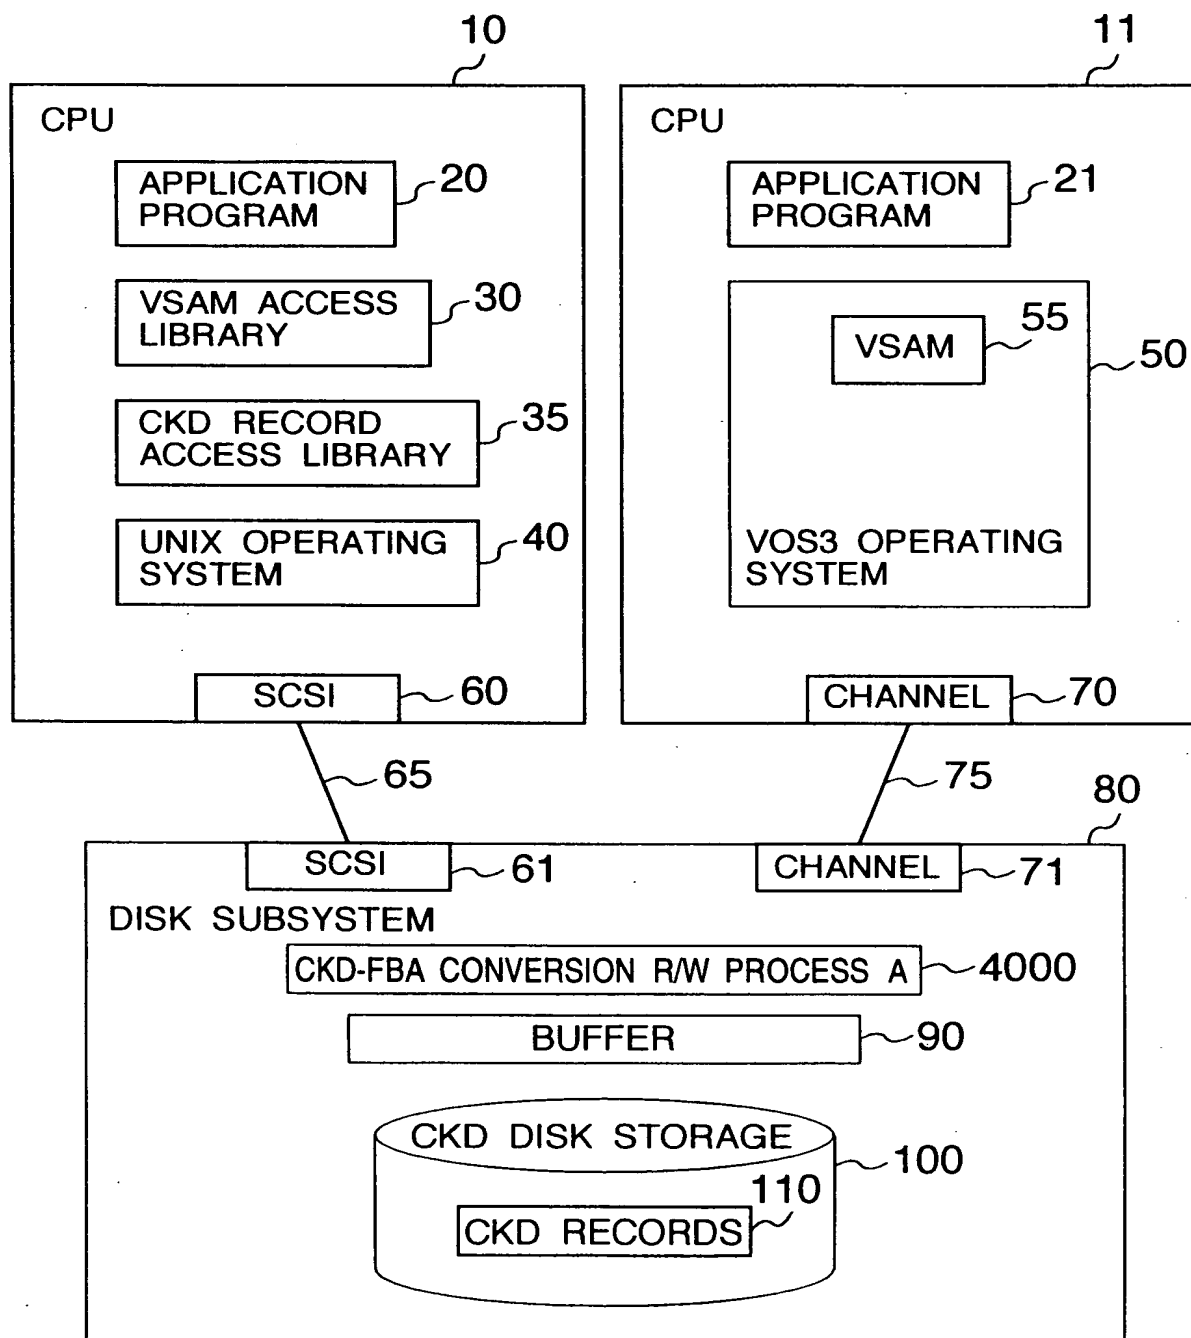 10
11
CPU
CPU
APPLICATION
PROGRAM
20
APPLICATION
PROGRAM
21
VSAM ACCESS
LIBRARY
30
VSAM
55
50
CKD RECORD
ACCESS LIBRARY
35
UNIX OPERATING
SYSTEM
40
VOS3 OPERATING
SYSTEM
SCSI
60
CHANNEL
70
65
75
80
SCSI
61
CHANNEL
71
DISK SUBSYSTEM
CKD-FBA CONVERSION R/W PROCESS A
4000
BUFFER
90
CKD DISK STORAGE
100
110
CKD RECORDS